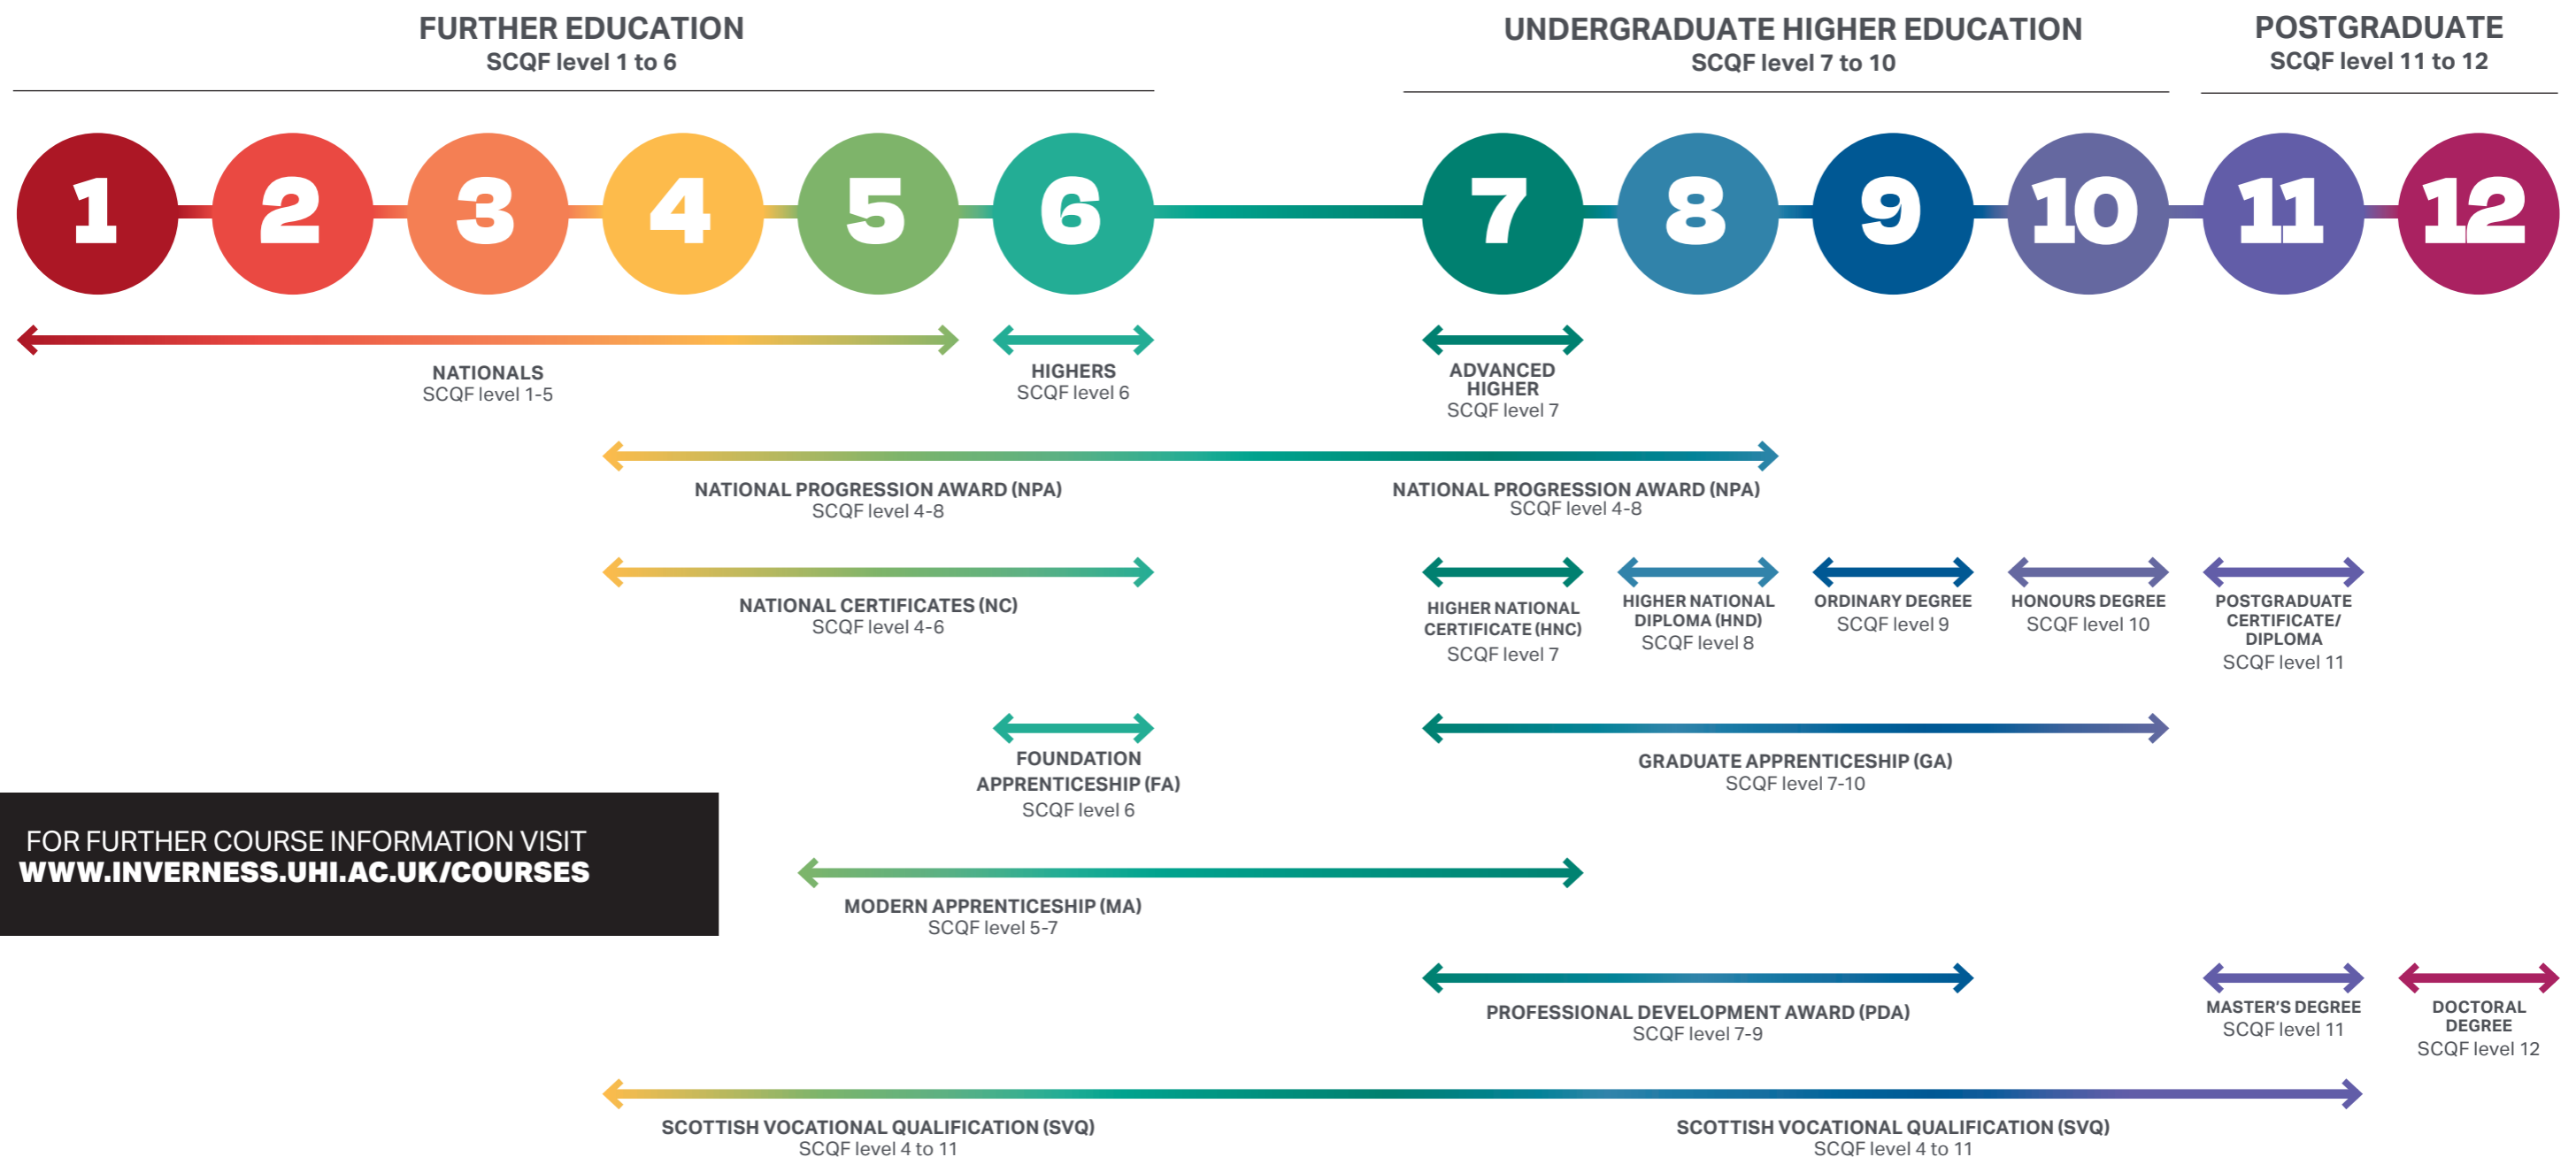 FURTHER EDUCATION
SCQF level 1 to 6
UNDERGRADUATE HIGHER EDUCATION
SCQF level 7 to 10
POSTGRADUATE
SCQF level 11 to 12
1
2
3
4
5
6
7
8
9
10
11
12
NATIONALS
SCQF level 1-5
HIGHERS
SCQF level 6
ADVANCED
HIGHER
SCQF level 7
NATIONAL PROGRESSION AWARD (NPA)
SCQF level 4-8
NATIONAL PROGRESSION AWARD (NPA)
SCQF level 4-8
NATIONAL CERTIFICATES (NC)
SCQF level 4-6
HIGHER NATIONAL
CERTIFICATE (HNC)
SCQF level 7
HIGHER NATIONAL
DIPLOMA (HND)
SCQF level 8
ORDINARY DEGREE
SCQF level 9
HONOURS DEGREE
SCQF level 10
POSTGRADUATE
CERTIFICATE/
DIPLOMA
SCQF level 11
FOUNDATION
APPRENTICESHIP (FA)
SCQF level 6
GRADUATE APPRENTICESHIP (GA)
SCQF level 7-10
FOR FURTHER COURSE INFORMATION VISIT
WWW.INVERNESS.UHI.AC.UK/COURSES
MODERN APPRENTICESHIP (MA)
SCQF level 5-7
PROFESSIONAL DEVELOPMENT AWARD (PDA)
SCQF level 7-9
MASTER'S DEGREE
SCQF level 11
DOCTORAL
DEGREE
SCQF level 12
SCOTTISH VOCATIONAL QUALIFICATION (SVQ)
SCQF level 4 to 11
SCOTTISH VOCATIONAL QUALIFICATION (SVQ)
SCQF level 4 to 11